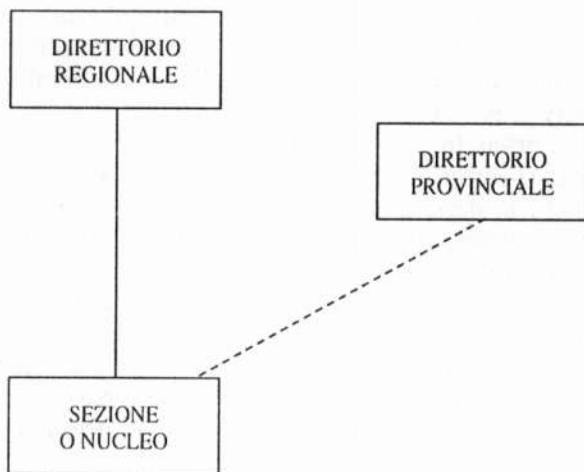 DIRETTORIO
REGIONALE
DIRETTORIO
PROVINCIALE
SEZIONE
O NUCLEO